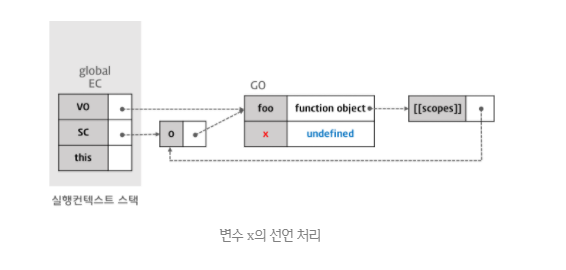 global
EC
GO
VO
foo
function object
[[scopes]]
SC
0
x
undefined
this
실행컨텍스트 스택
변수 x의 선언 처리